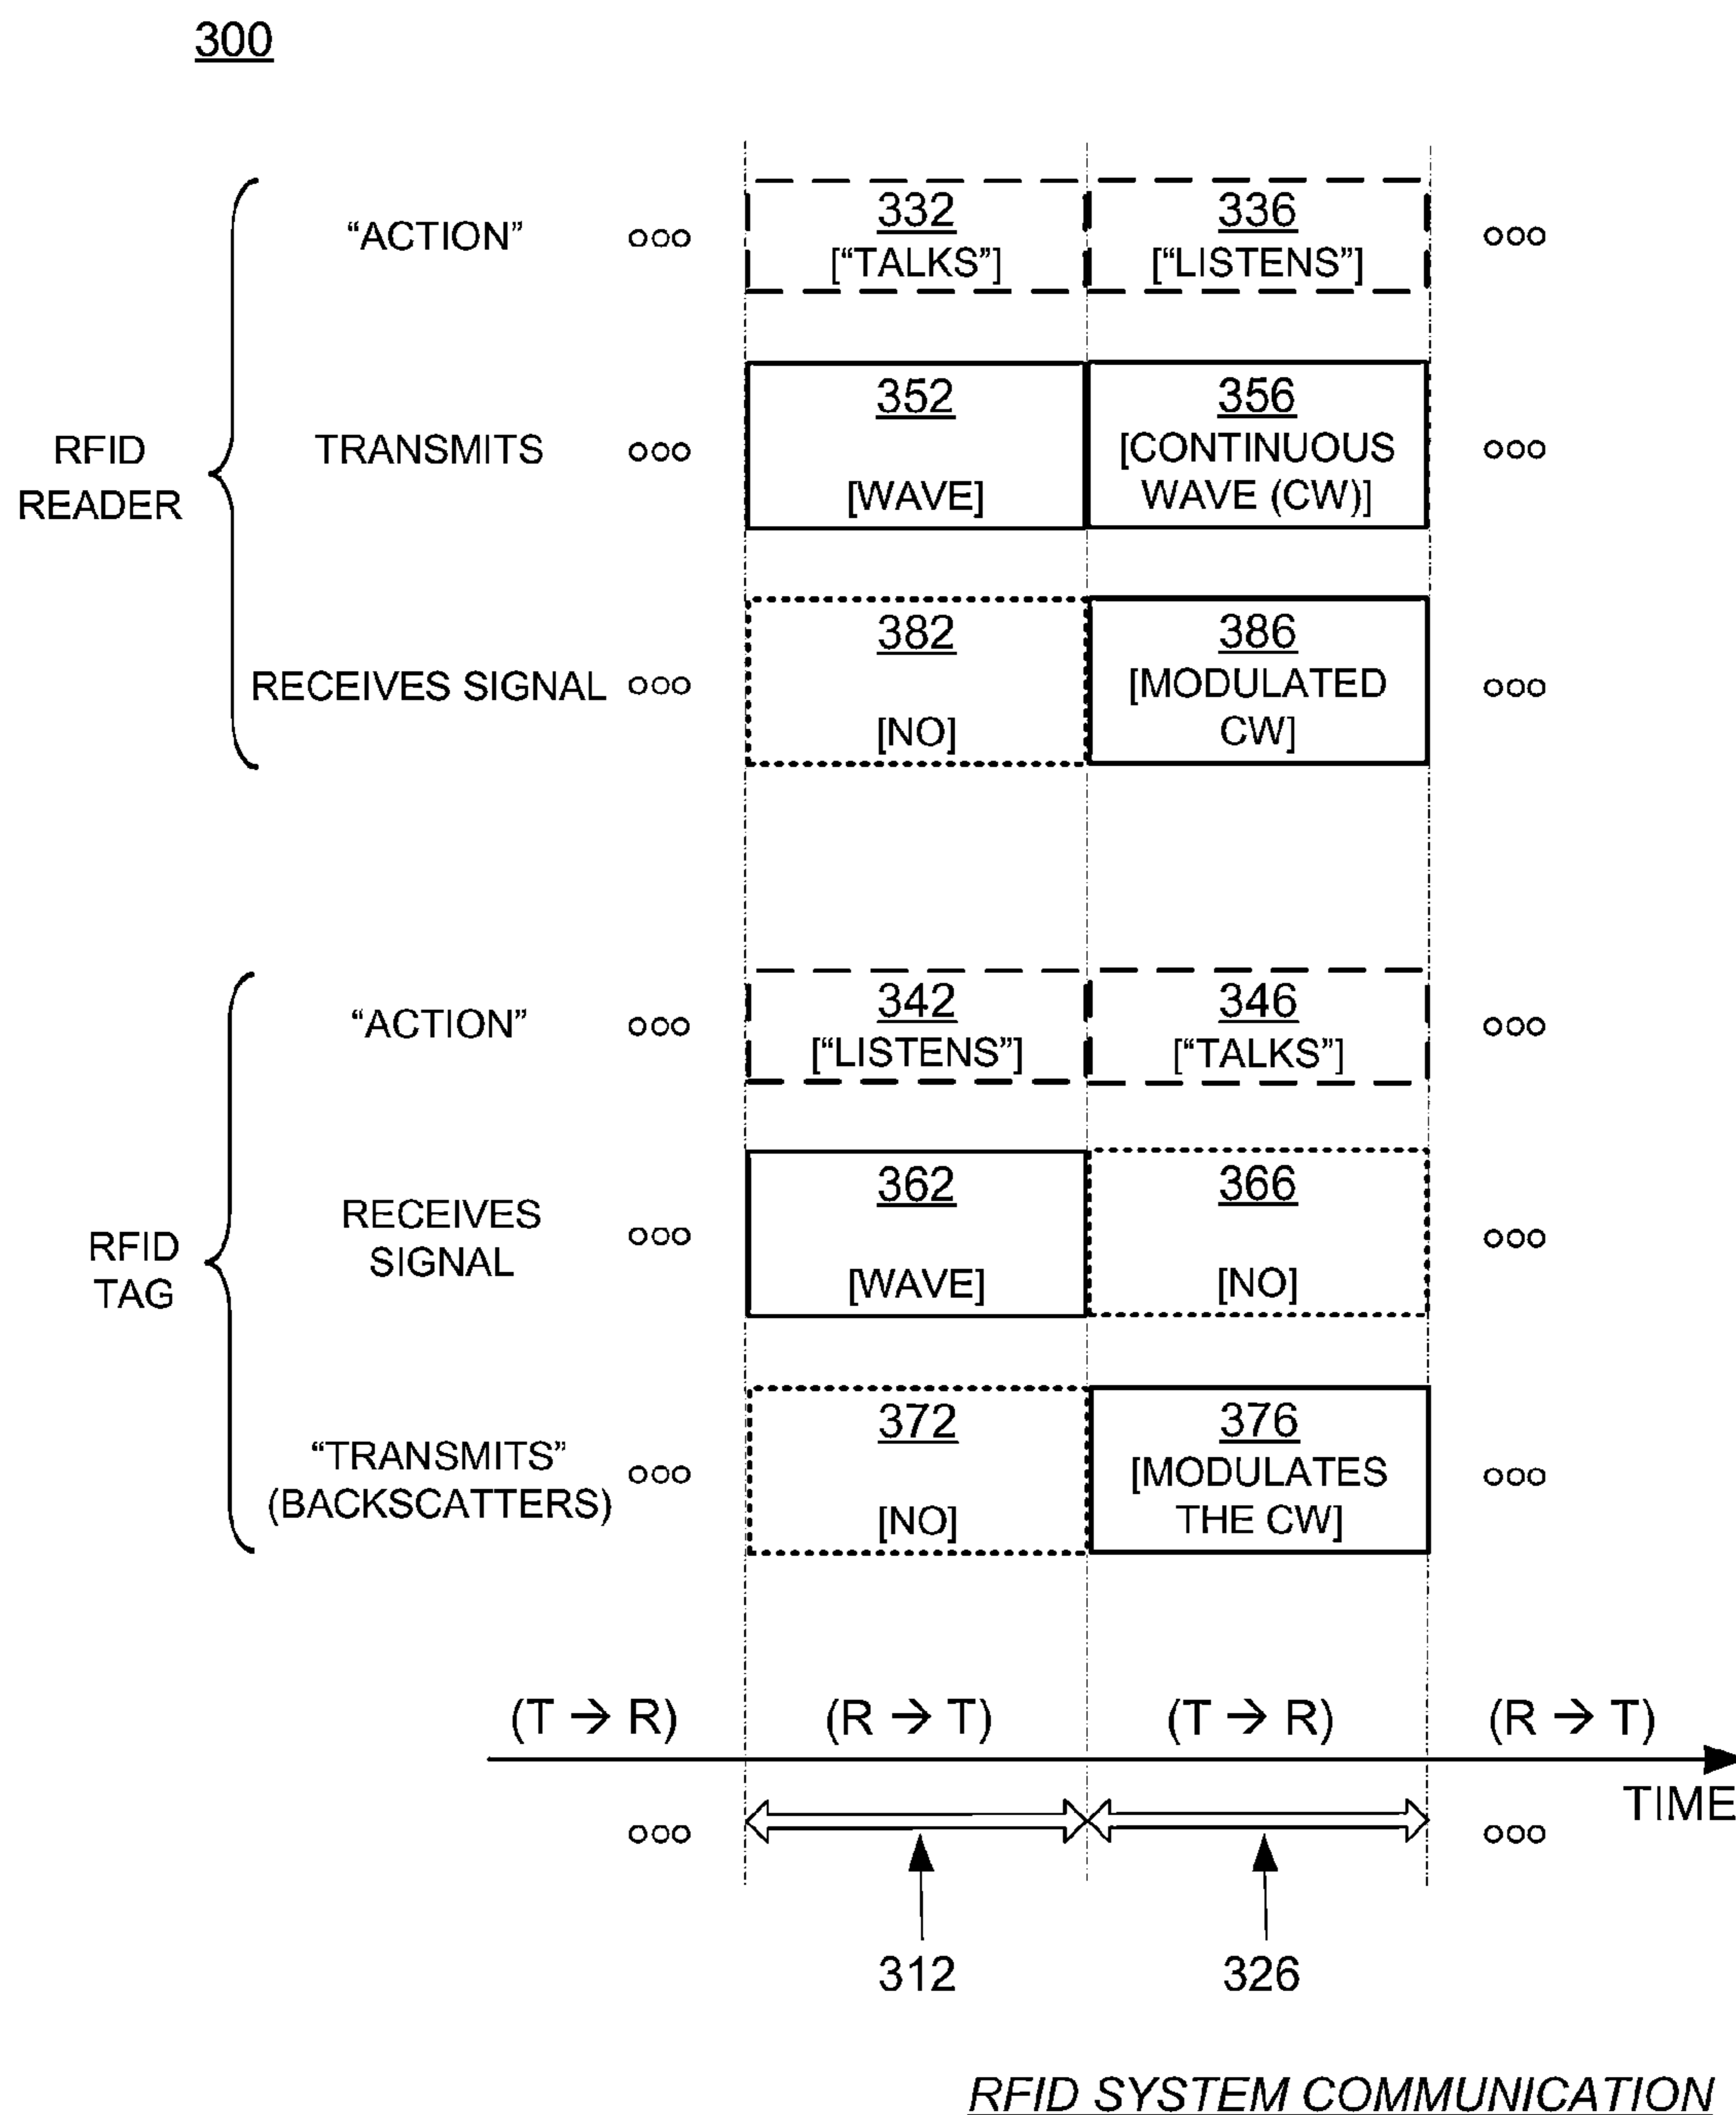 300
RFID
READER
“ACTION”
ooo
332
[“TALKS”]
336
[“LISTENS”]
ooo
TRANSMITS
ooo
352
[WAVE]
356
[CONTINUOUS
WAVE (CW)]
ooo
RECEIVES SIGNAL
ooo
382
[NO]
386
[MODULATED
CW]
ooo
RFID
TAG
“ACTION”
ooo
342
[“LISTENS”]
346
[“TALKS”]
ooo
RECEIVES
SIGNAL
ooo
362
[WAVE]
366
[NO]
ooo
“TRANSMITS”
(BACKSCATTERS)
ooo
372
[NO]
376
[MODULATES
THE CW]
ooo
(T → R)
(R → T)
(T → R)
(R → T)
TIME
ooo
ooo
312
326
RFID SYSTEM COMMUNICATION